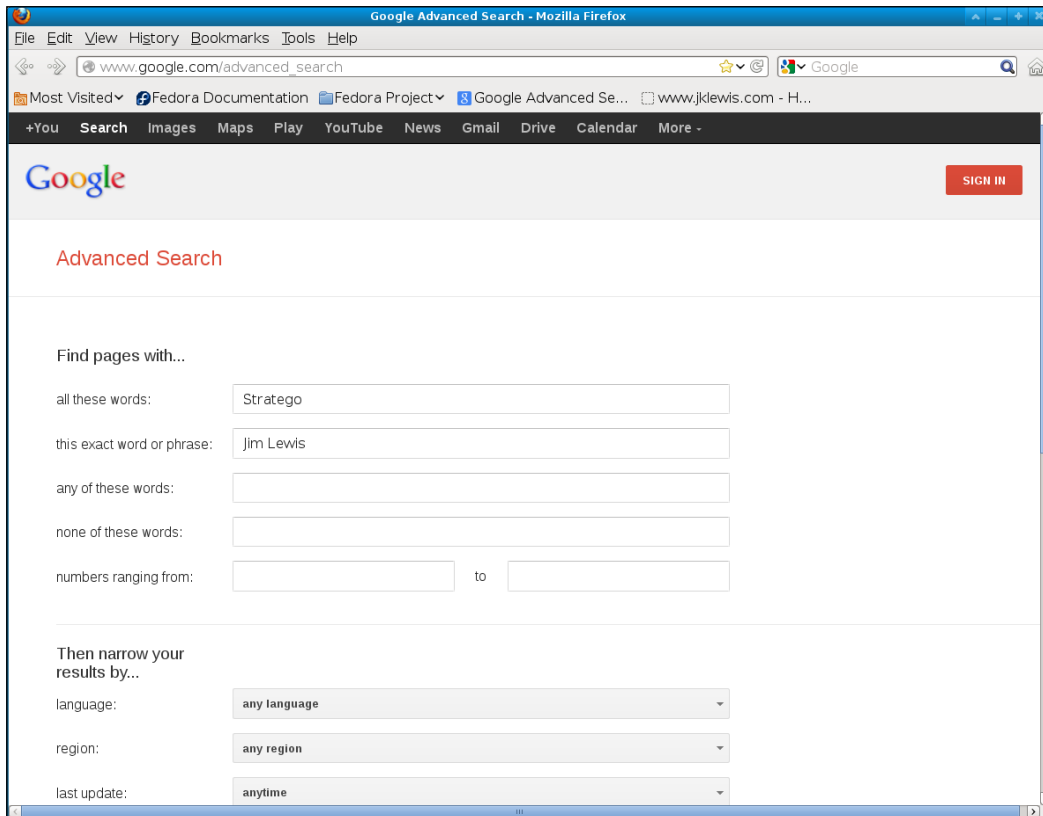 Google Advanced Search - Mozilla Firefox
File Edit View History Bookmarks Tools Help
www.google.com/advanced_search Google
Most Visited Fedora Documentation Fedora Project Google Advanced Se... www.jklewis.com - H...
+You Search Images Maps Play YouTube News Gmail Drive Calendar More
Google SIGN IN
Advanced Search
Find pages with...
all these words: Stratego
this exact word or phrase: Jim Lewis
any of these words:
none of these words:
numbers ranging from: to
Then narrow your
results by...
language: any language
region: any region
last update: anytime